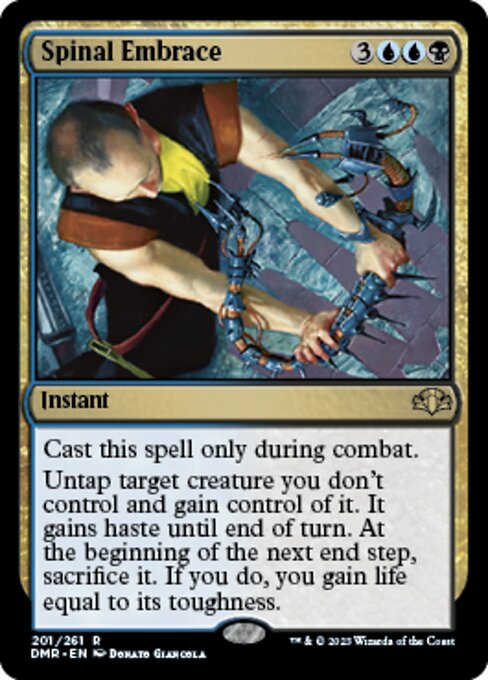 Spinal Embrace 3
Instant
Cast this spell only during combat.
Untap target creature you don't
control and gain control of it. It
gains haste until end of turn. At
the beginning of the next end step,
sacrifice it. If you do, you gain life
equal to its toughness.
201/261 R
DMR • EN Donato Giancola
™ & © 2023 Wizards of the Coast